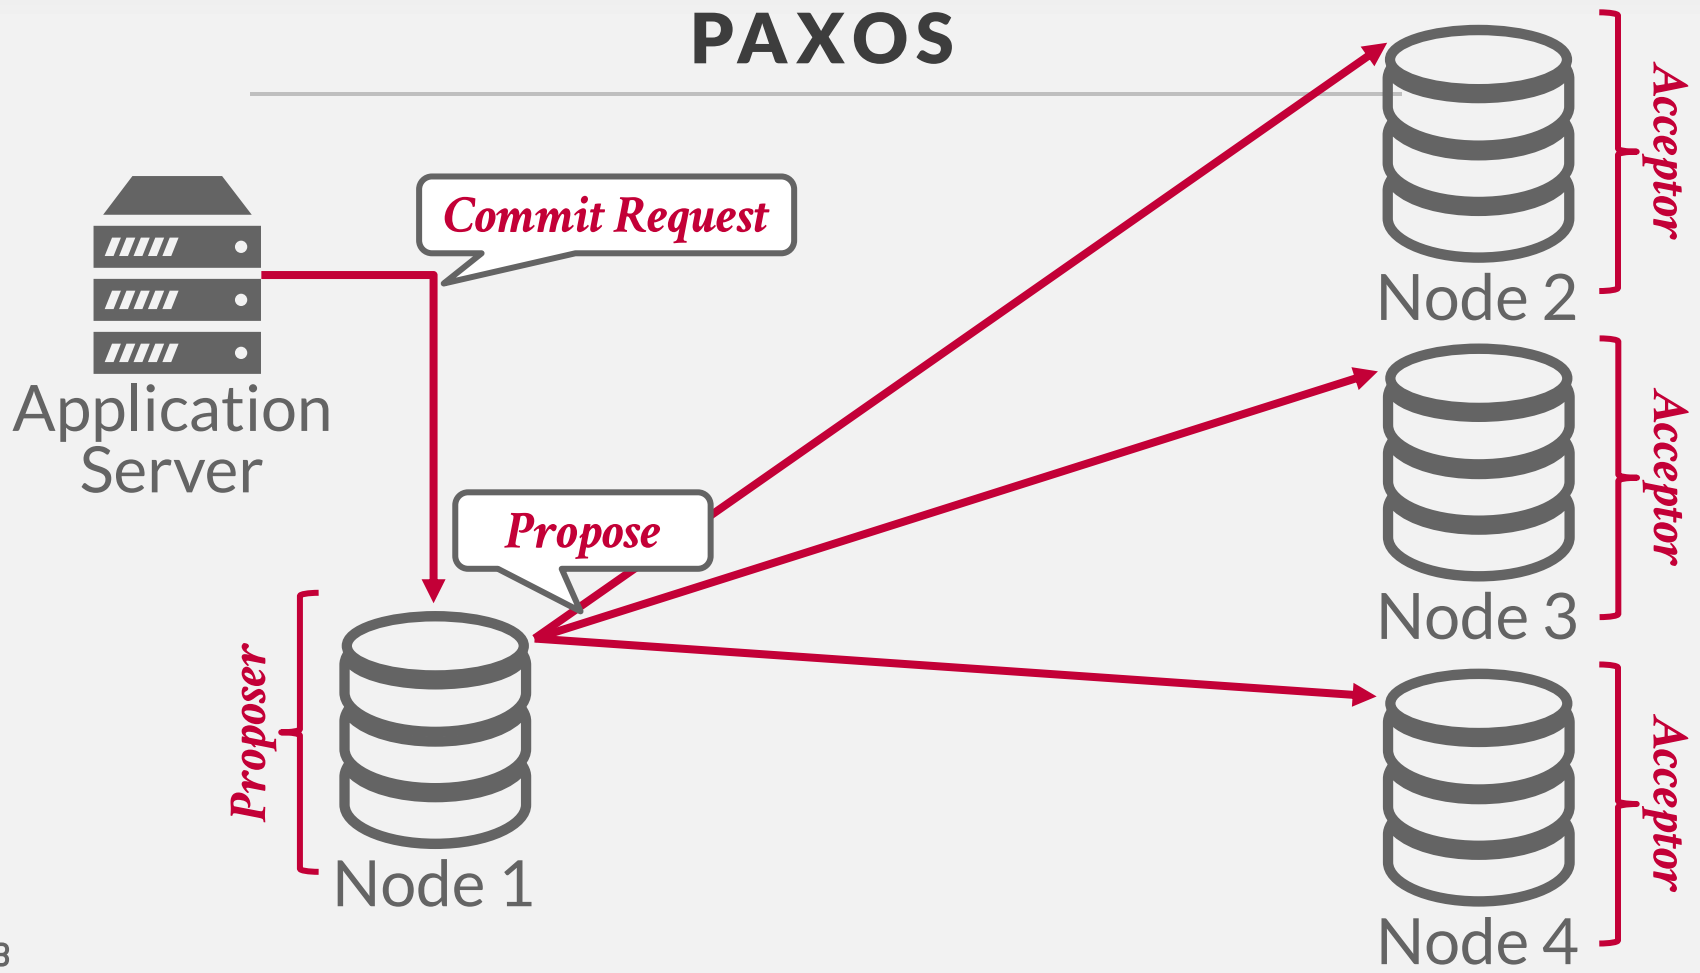 PAXOS
Commit Request
Application
Server
Propose
Proposer
Node 1
Acceptor
Node 2
Acceptor
Node 3
Acceptor
Node 4